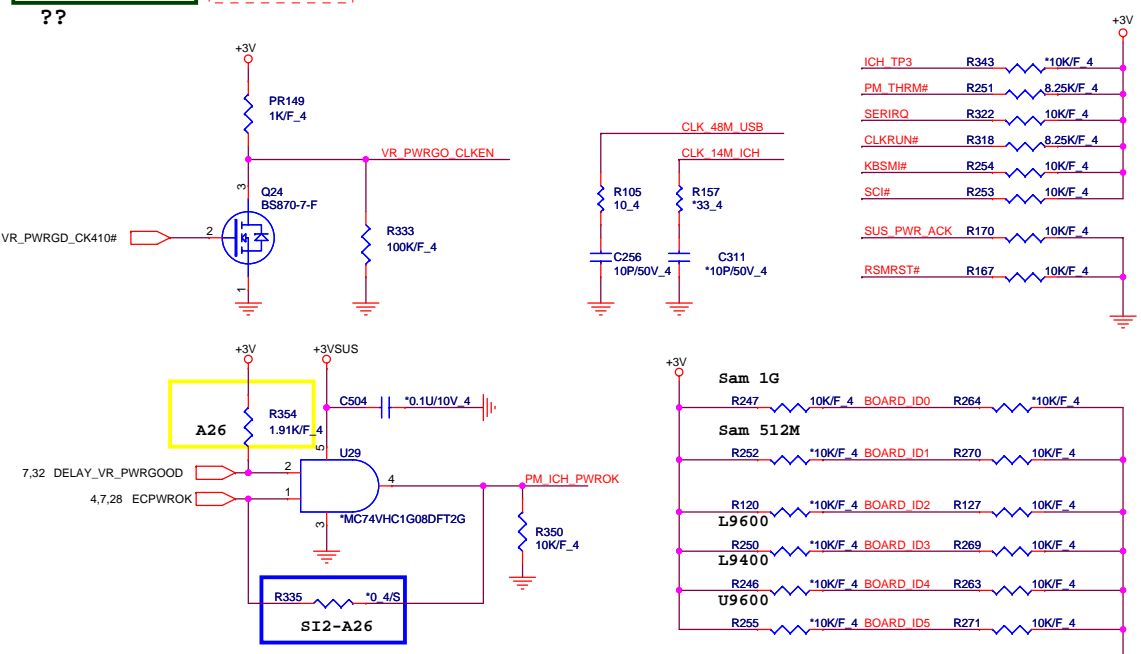 ??
+3V
PR149
1K/F_4
VR_PWRGO_CLKEN
3
Q24
BS870-7-F
VR_PWRGD_CK410#
2
1
R333
100K/F_4
CLK_48M_USB
CLK_14M_ICH
R105
10_4
R157
*33_4
C256
10P/50V_4
C311
*10P/50V_4
+3V
ICH_TP3 R343 *10K/F_4
PM_THRM# R251 8.25K/F_4
SERIRQ R322 10K/F_4
CLKRUN# R318 8.25K/F_4
KBSMI# R254 10K/F_4
SCI# R253 10K/F_4
SUS_PWR_ACK R170 10K/F_4
RSMRST# R167 10K/F_4
+3V
+3VSUS
A26
R354
1.91K/F_4
C504 *0.1U/10V_4
5
U29
7,32 DELAY_VR_PWRGOOD
2
4,7,28 ECPWROK
1
4
PM_ICH_PWROK
3
*MC74VHC1G08DFT2G
R350
10K/F_4
R335 *0_4/S
SI2-A26
+3V
Sam 1G
R247 10K/F_4 BOARD_ID0 R264 *10K/F_4
Sam 512M
R252 *10K/F_4 BOARD_ID1 R270 10K/F_4
R120 *10K/F_4 BOARD_ID2 R127 10K/F_4
L9600
R250 *10K/F_4 BOARD_ID3 R269 10K/F_4
L9400
R246 *10K/F_4 BOARD_ID4 R263 10K/F_4
U9600
R255 *10K/F_4 BOARD_ID5 R271 10K/F_4